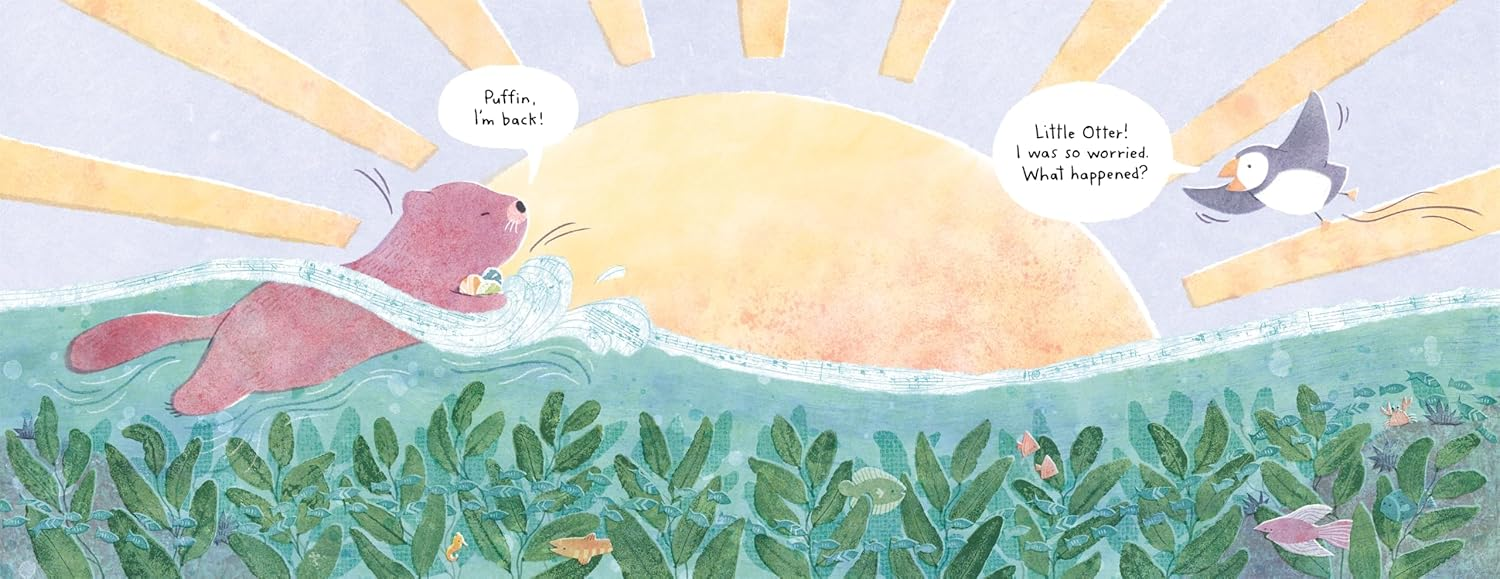 Puffin,
I'm back!
Little Otter!
I was so worried.
What happened?